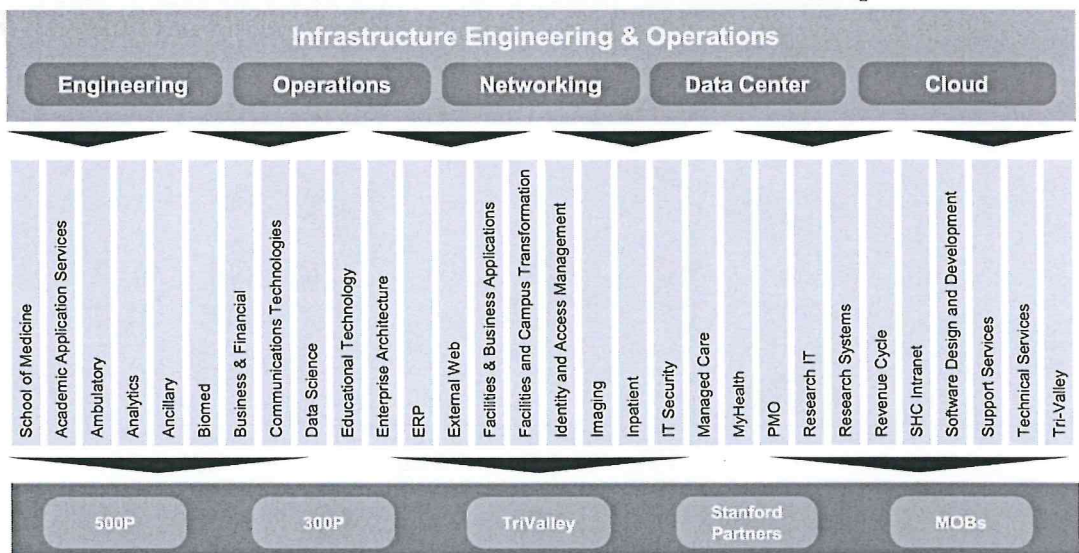 Infrastructure Engineering & Operations
Engineering
Operations
Networking
Data Center
Cloud
School of Medicine
Academic Application Services
Ambulatory
Analytics
Ancillary
Biomed
Business & Financial
Communications Technologies
Data Science
Educational Technology
Enterprise Architecture
ERP
External Web
Facilities & Business Applications
Facilities and Campus Transformation
Identity and Access Management
Imaging
Inpatient
IT Security
Managed Care
MyHealth
PMO
Research IT
Research Systems
Revenue Cycle
SHC Intranet
Software Design and Development
Support Services
Technical Services
Tri-Valley
500P
300P
TriValley
Stanford
Partners
MOBs